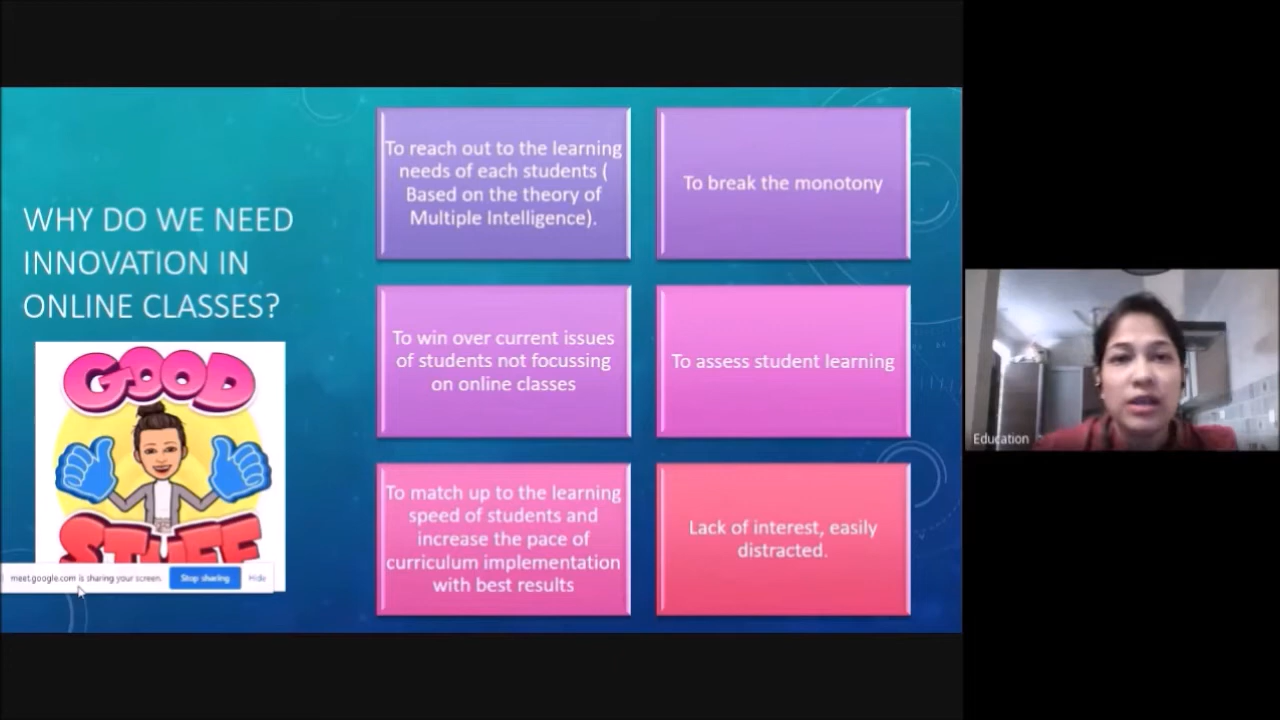 WHY DO WE NEED
INNOVATION IN
ONLINE CLASSES?
GOOD
STUFF
meet.google.com is sharing your screen.
Stop sharing
Hide
To reach out to the learning
needs of each students (
Based on the theory of
Multiple Intelligence).
To break the monotony
To win over current issues
of students not focussing
on online classes
To assess student learning
To match up to the learning
speed of students and
increase the pace of
curriculum implementation
with best results
Lack of interest, easily
distracted.
Education